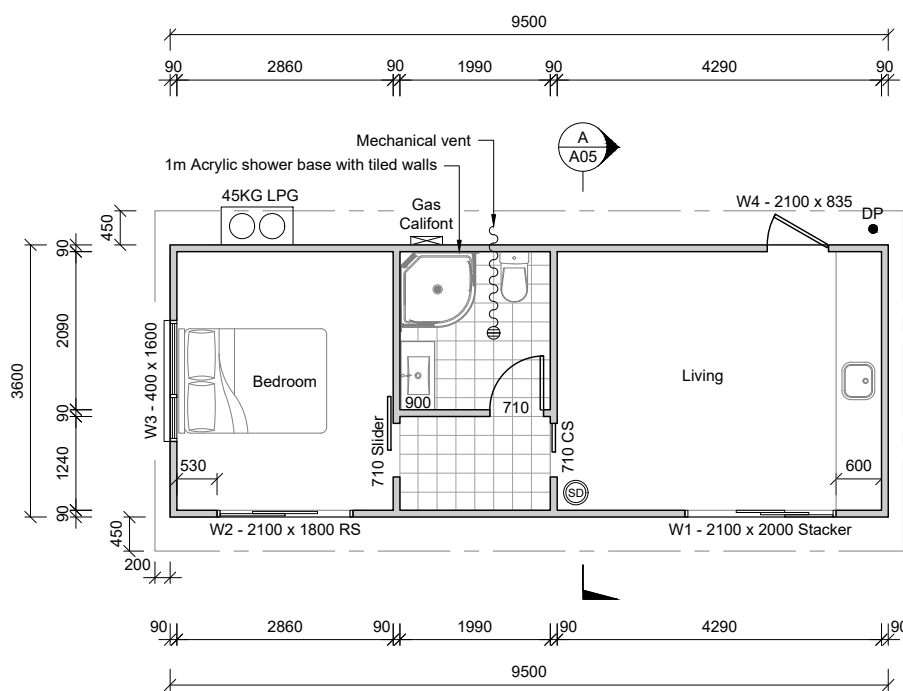 9500
90 2860 90 1990 90 4290 90
Mechanical vent
1m Acrylic shower base with tiled walls
A
A05
45KG LPG
Gas
Califont
W4 - 2100 x 835
DP
450
90
2090
3600
90
1240
90
450
200
W3 - 400 x 1600
Bedroom
Living
900
710
710 Slider
710 CS
530
600
SD
W2 - 2100 x 1800 RS
W1 - 2100 x 2000 Stacker
90 2860 90 1990 90 4290 90
9500